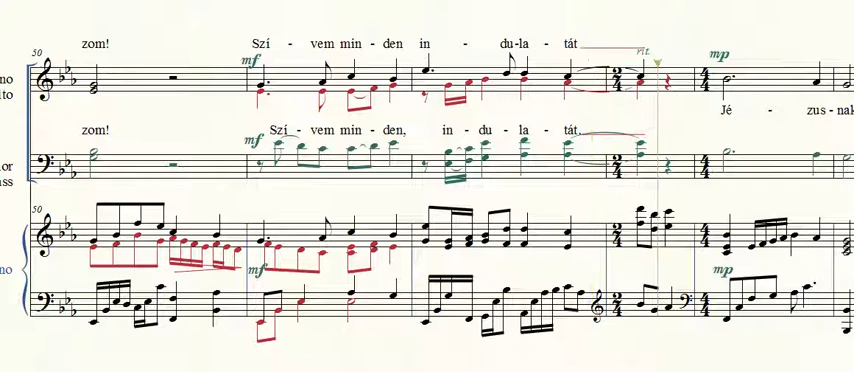 zom! Szí - vem min - den in - du-la - tát
50 mf rit. mp
no
lto
Jé - zus-nak
zom! Szí - vem min - den, in - du - la - tát.
mf
or
ss
50
no mf mp